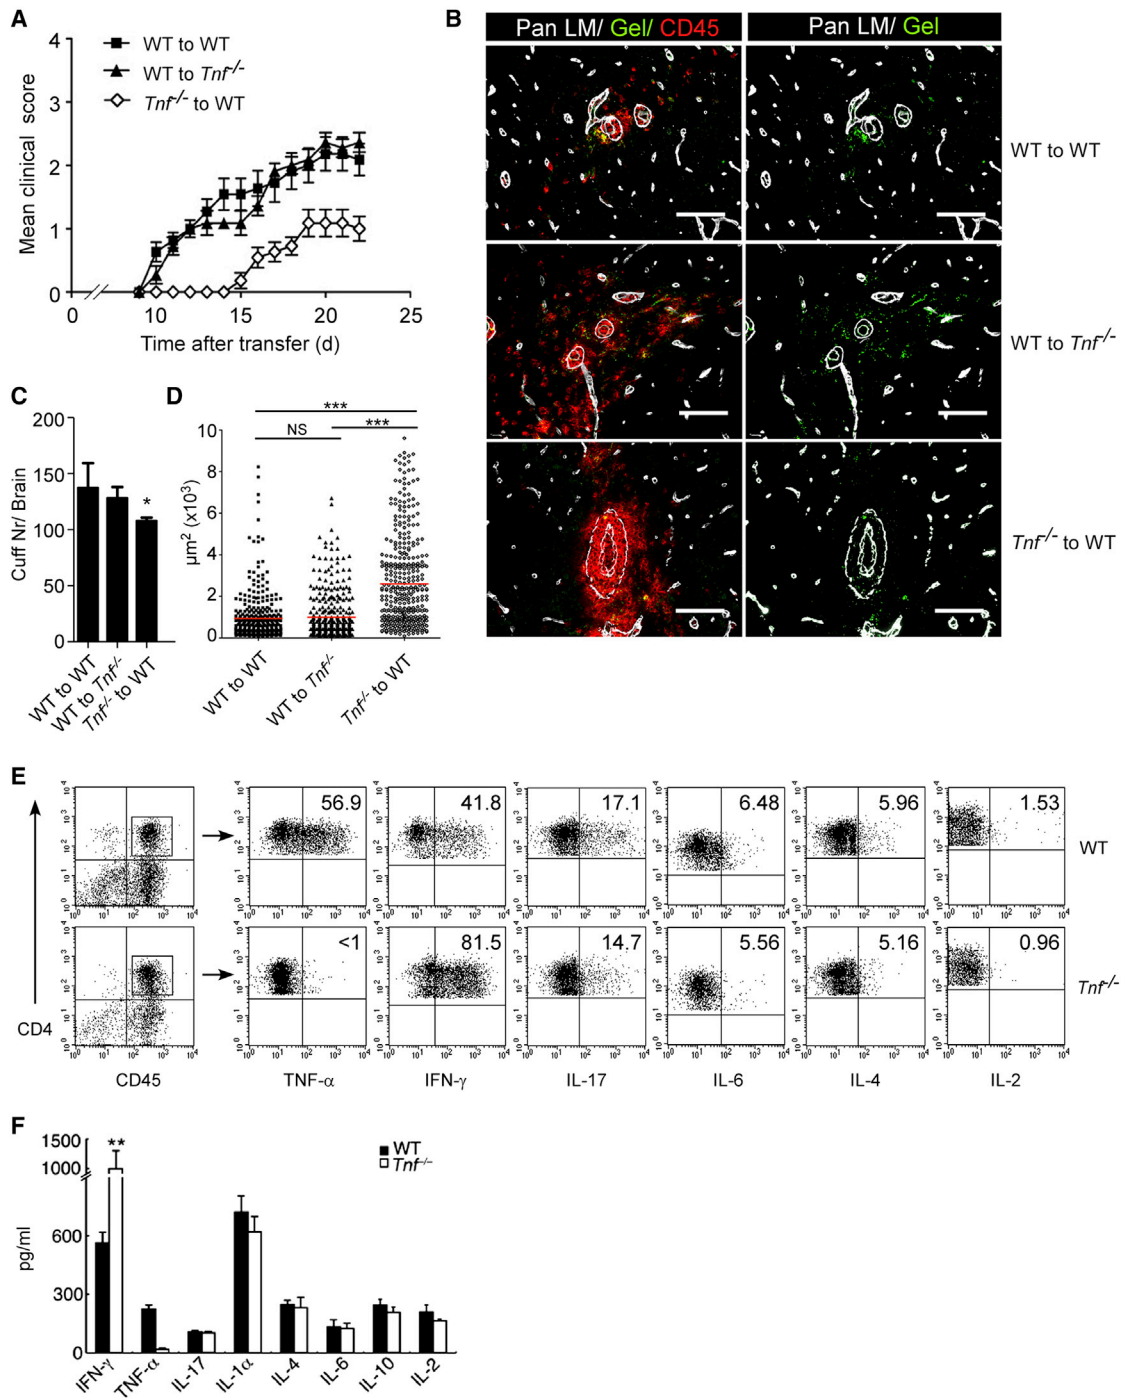 A
Mean clinical score
4
3
2
1
0
0
10
15
20
25
Time after transfer (d)
WT to WT
WT to Tnf-/-
Tnf-/- to WT
B
Pan LM/ Gel/ CD45
Pan LM/ Gel
WT to WT
WT to Tnf-/-
Tnf-/- to WT
C
Cuff Nr/ Brain
200
150
100
50
0
*
WT to WT
WT to Tnf-/-
Tnf-/- to WT
D
µm² (x10³)
10
8
6
4
2
0
***
NS
***
WT to WT
WT to Tnf-/-
Tnf-/- to WT
E
56.9
41.8
17.1
6.48
5.96
1.53
WT
<1
81.5
14.7
5.56
5.16
0.96
Tnf-/-
CD4
10⁰ 10¹ 10² 10³ 10⁴
CD45
TNF-α
IFN-γ
IL-17
IL-6
IL-4
IL-2
F
pg/ml
1500
1000
600
300
0
**
WT
Tnf-/-
IFN-γ
TNF-α
IL-17
IL-1α
IL-4
IL-6
IL-10
IL-2